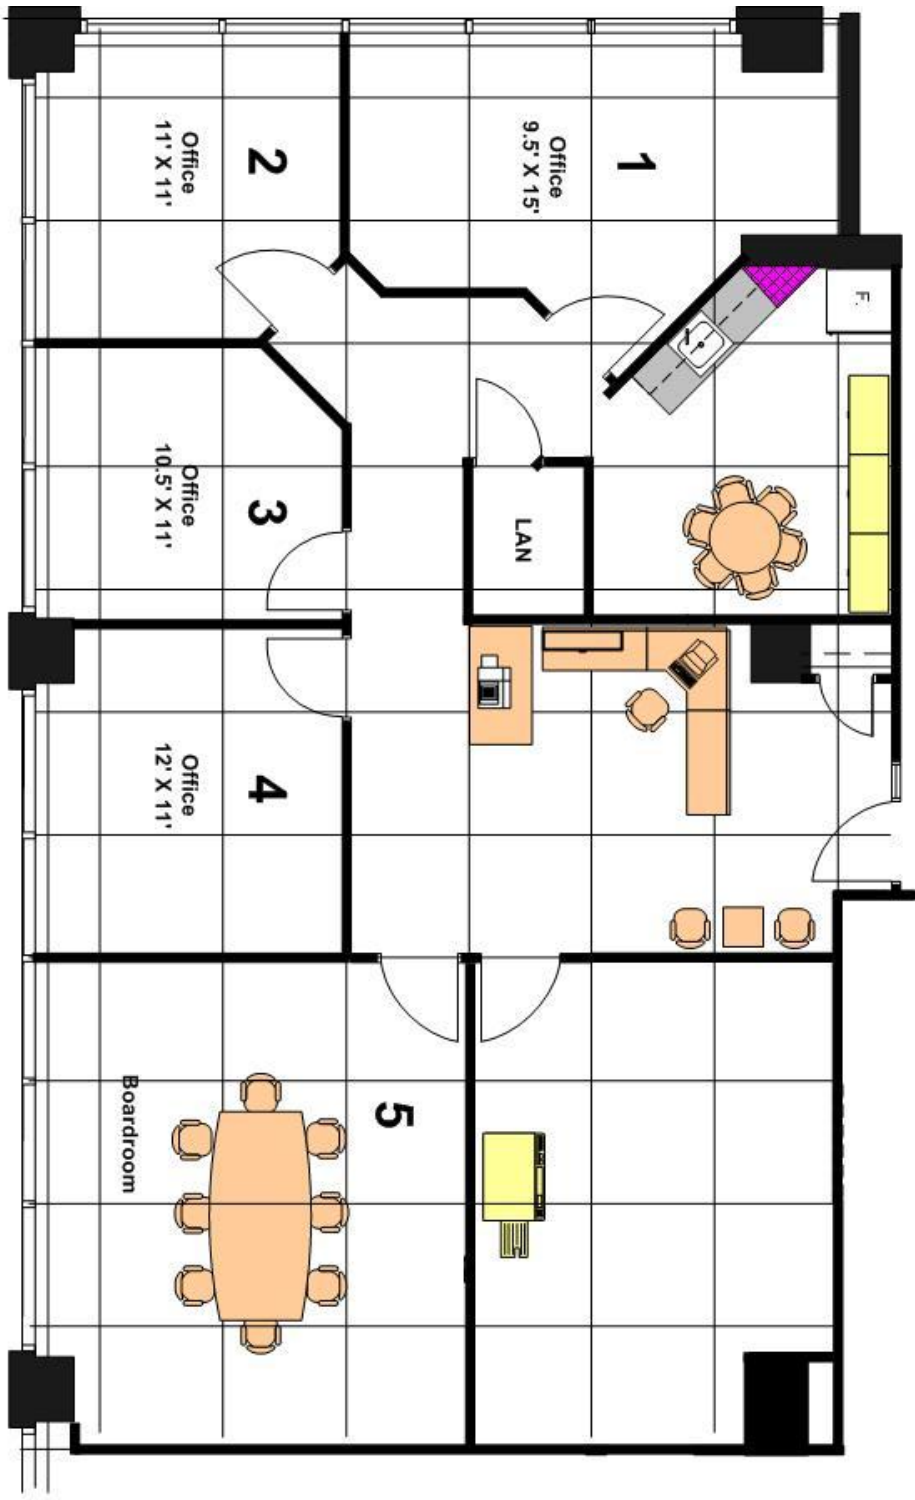 1
Office
9.5' X 15'
2
Office
11' X 11'
F.
LAN
3
Office
10.5' X 11'
4
Office
12' X 11'
5
Boardroom